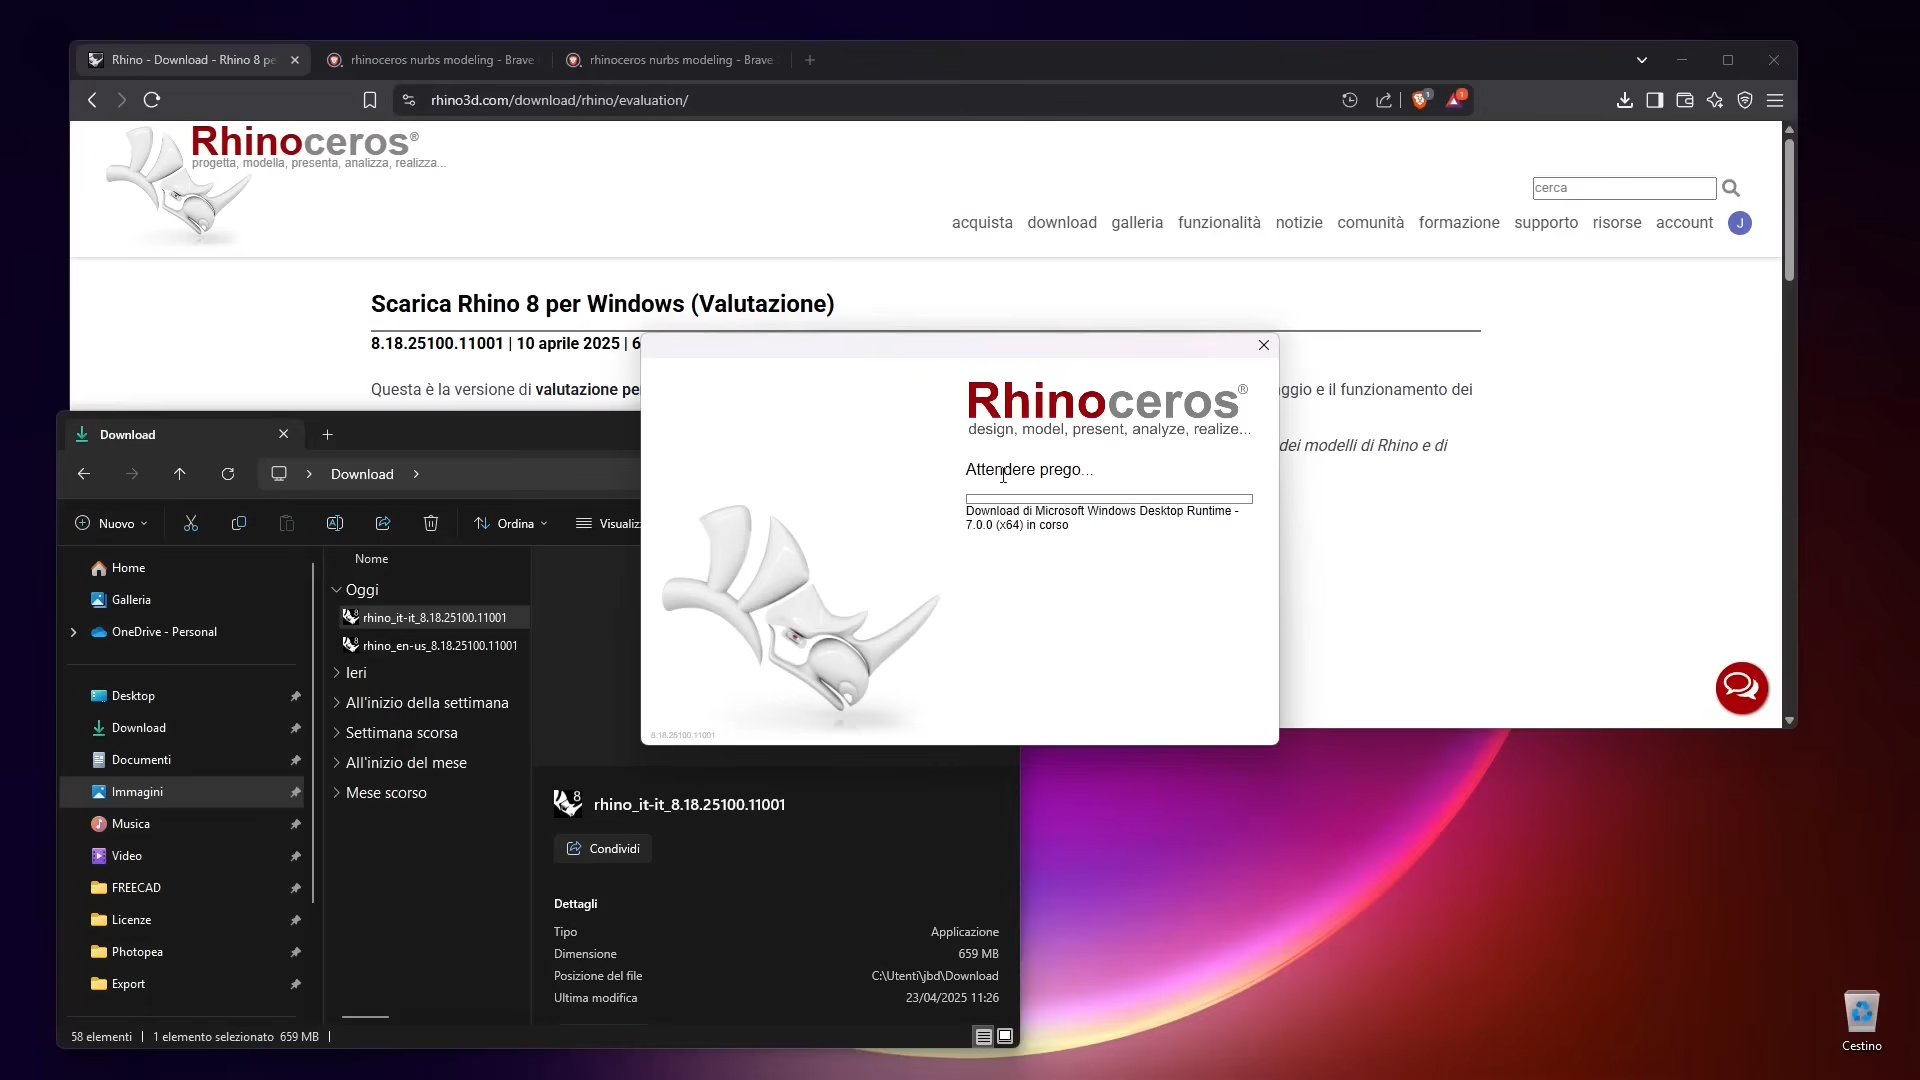 Rhino - Download - Rhino 8 pe
rhinoceros nurbs modeling - Brave
rhinoceros nurbs modeling - Brave
rhino3d.com/download/rhino/evaluation/
1
1
Rhinoceros®
progetta, modella, presenta, analizza, realizza...
cerca
acquista download galleria funzionalità notizie comunità formazione supporto risorse account J
Scarica Rhino 8 per Windows (Valutazione)
8.18.25100.11001 | 10 aprile 2025 | 6
Questa è la versione di valutazione pe
ggio e il funzionamento dei
dei modelli di Rhino e di
Rhinoceros®
design, model, present, analyze, realize...
Attendere prego...
Download di Microsoft Windows Desktop Runtime -
7.0.0 (x64) in corso
8.18.25100.11001
Download
Download
Nuovo
Ordina
Visualiz
Home
Galleria
OneDrive - Personal
Desktop
Download
Documenti
Immagini
Musica
Video
FREECAD
Licenze
Photopea
Export
Nome
Oggi
8 rhino_it-it_8.18.25100.11001
8 rhino_en-us_8.18.25100.11001
Ieri
All'inizio della settimana
Settimana scorsa
All'inizio del mese
Mese scorso
8 rhino_it-it_8.18.25100.11001
Condividi
Dettagli
Tipo Applicazione
Dimensione 659 MB
Posizione del file C:\Utenti\jbd\Download
Ultima modifica 23/04/2025 11:26
58 elementi | 1 elemento selezionato 659 MB |
Cestino